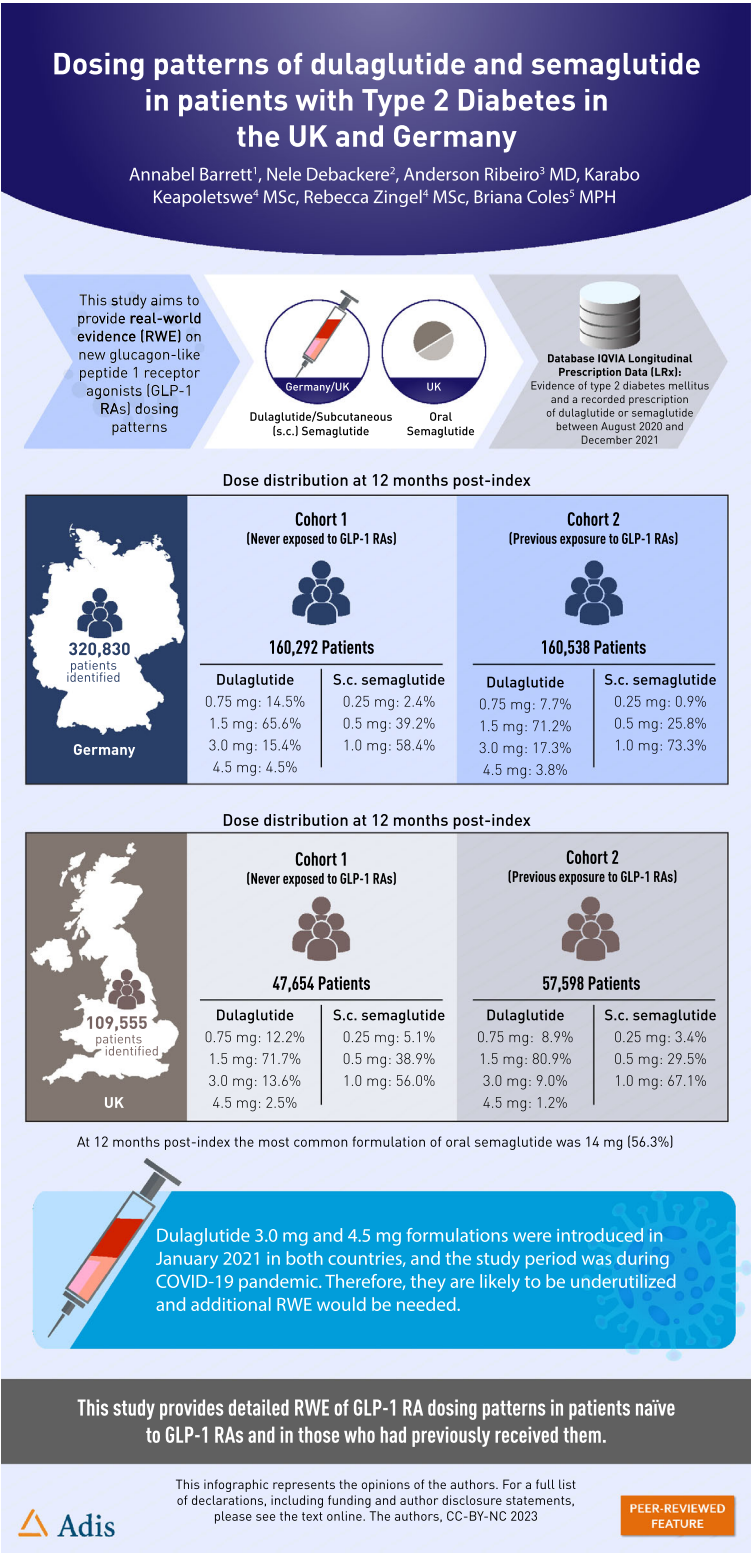 Dosing patterns of dulaglutide and semaglutide
in patients with Type 2 Diabetes in
the UK and Germany
Annabel Barrett¹, Nele Debackere², Anderson Ribeiro³ MD, Karabo
Keapoletswe⁴ MSc, Rebecca Zingel⁴ MSc, Briana Coles⁵ MPH
This study aims to
provide real-world
evidence (RWE) on
new glucagon-like
peptide 1 receptor
agonists (GLP-1
RAs) dosing
patterns
Germany/UK
Dulaglutide/Subcutaneous
(s.c.) Semaglutide
UK
Oral
Semaglutide
Database IQVIA Longitudinal
Prescription Data (LRx):
Evidence of type 2 diabetes mellitus
and a recorded prescription
of dulaglutide or semaglutide
between August 2020 and
December 2021
Dose distribution at 12 months post-index
320,830
patients
identified
Germany
Cohort 1
(Never exposed to GLP-1 RAs)
160,292 Patients
Dulaglutide
0.75 mg: 14.5%
1.5 mg: 65.6%
3.0 mg: 15.4%
4.5 mg: 4.5%
S.c. semaglutide
0.25 mg: 2.4%
0.5 mg: 39.2%
1.0 mg: 58.4%
Cohort 2
(Previous exposure to GLP-1 RAs)
160,538 Patients
Dulaglutide
0.75 mg: 7.7%
1.5 mg: 71.2%
3.0 mg: 17.3%
4.5 mg: 3.8%
S.c. semaglutide
0.25 mg: 0.9%
0.5 mg: 25.8%
1.0 mg: 73.3%
Dose distribution at 12 months post-index
109,555
patients
identified
UK
Cohort 1
(Never exposed to GLP-1 RAs)
47,654 Patients
Dulaglutide
0.75 mg: 12.2%
1.5 mg: 71.7%
3.0 mg: 13.6%
4.5 mg: 2.5%
S.c. semaglutide
0.25 mg: 5.1%
0.5 mg: 38.9%
1.0 mg: 56.0%
Cohort 2
(Previous exposure to GLP-1 RAs)
57,598 Patients
Dulaglutide
0.75 mg: 8.9%
1.5 mg: 80.9%
3.0 mg: 9.0%
4.5 mg: 1.2%
S.c. semaglutide
0.25 mg: 3.4%
0.5 mg: 29.5%
1.0 mg: 67.1%
At 12 months post-index the most common formulation of oral semaglutide was 14 mg (56.3%)
Dulaglutide 3.0 mg and 4.5 mg formulations were introduced in
January 2021 in both countries, and the study period was during
COVID-19 pandemic. Therefore, they are likely to be underutilized
and additional RWE would be needed.
This study provides detailed RWE of GLP-1 RA dosing patterns in patients naïve
to GLP-1 RAs and in those who had previously received them.
This infographic represents the opinions of the authors. For a full list
of declarations, including funding and author disclosure statements,
please see the text online. The authors, CC-BY-NC 2023
Adis
PEER-REVIEWED
FEATURE